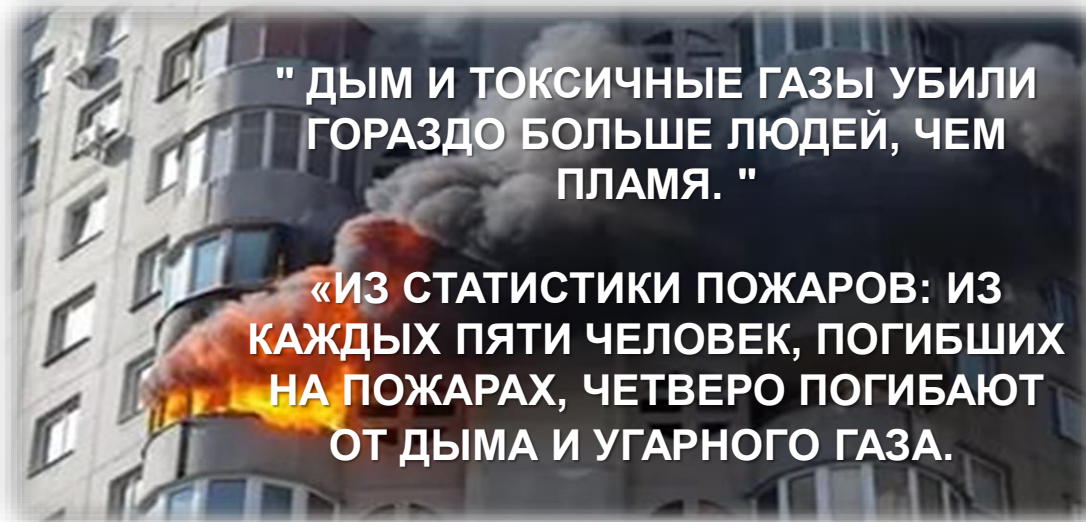 " ДЫМ И ТОКСИЧНЫЕ ГАЗЫ УБИЛИ
ГОРАЗДО БОЛЬШЕ ЛЮДЕЙ, ЧЕМ
ПЛАМЯ. "
«ИЗ СТАТИСТИКИ ПОЖАРОВ: ИЗ
КАЖДЫХ ПЯТИ ЧЕЛОВЕК, ПОГИБШИХ
НА ПОЖАРАХ, ЧЕТВЕРО ПОГИБАЮТ
ОТ ДЫМА И УГАРНОГО ГАЗА.